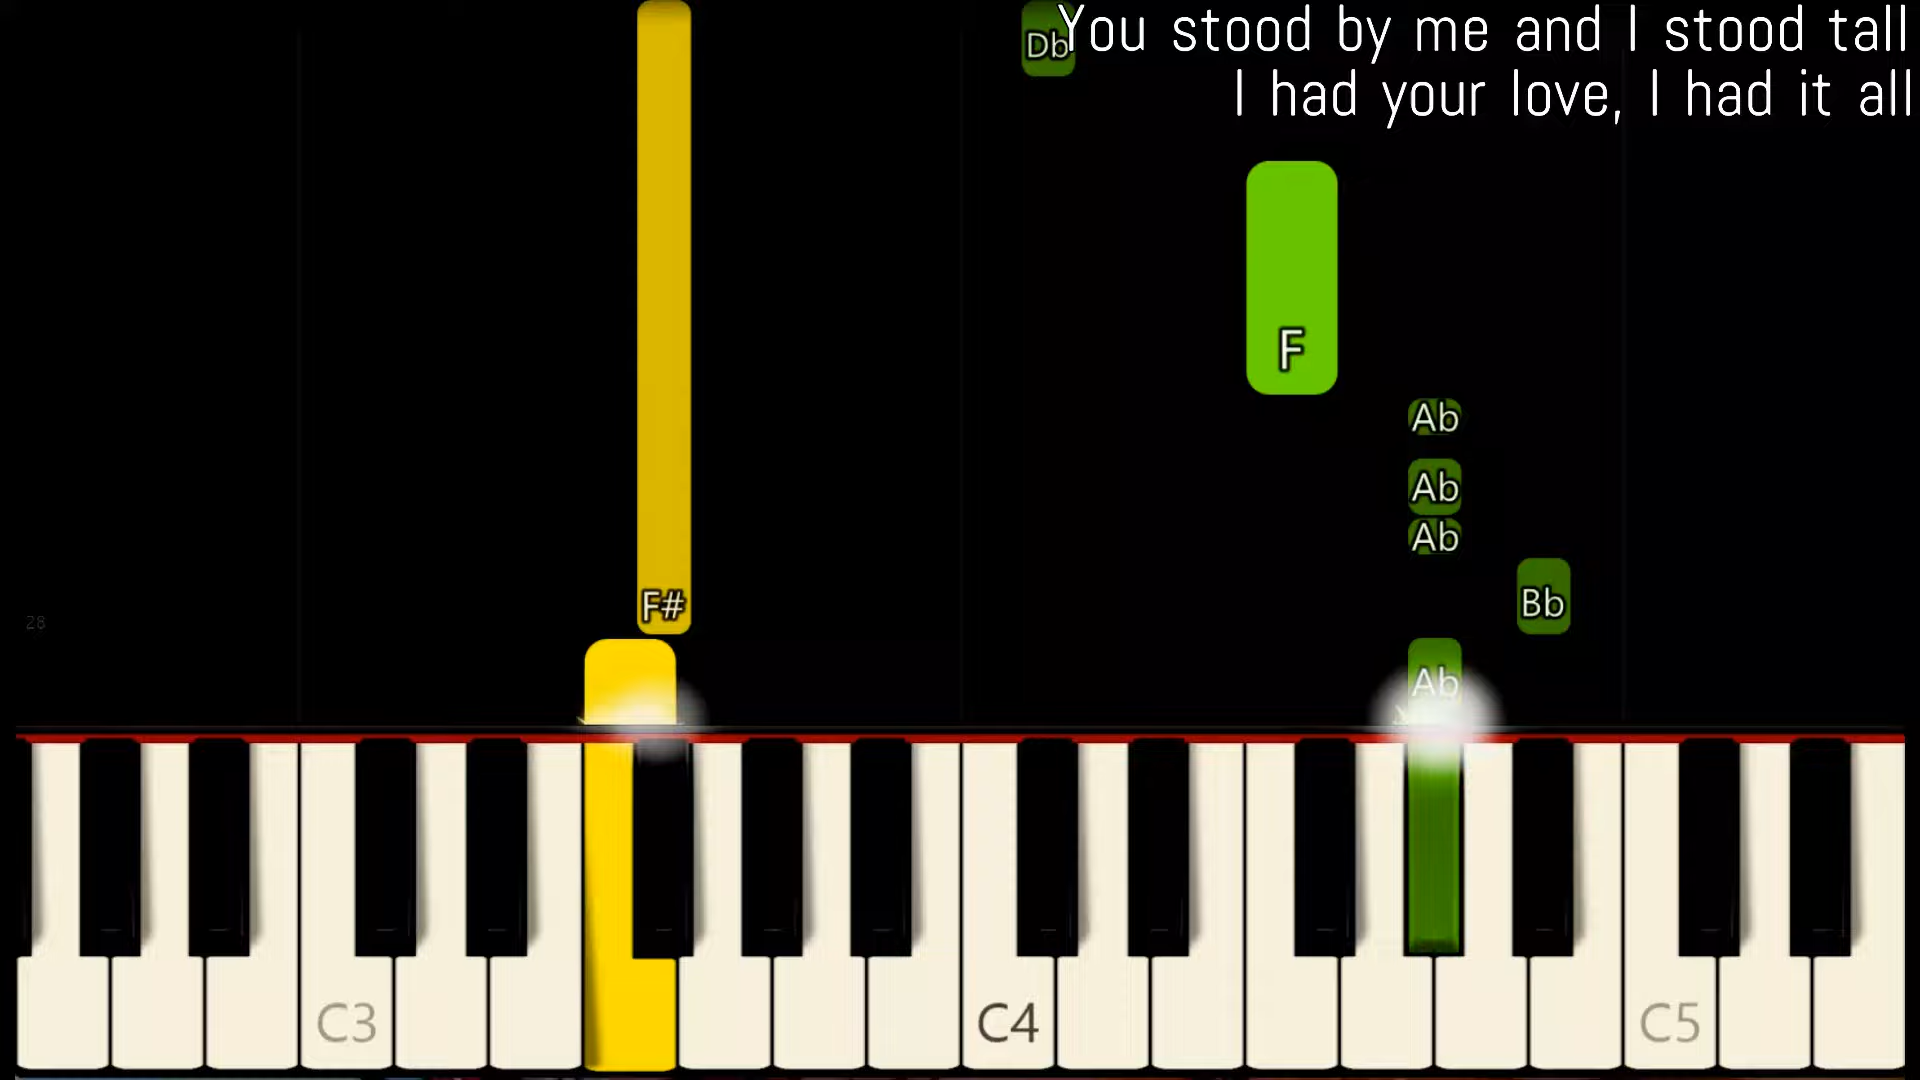 Db
You stood by me and I stood tall
I had your love, I had it all
F
Ab
Ab
Ab
F#
Bb
28
Ab
C3
C4
C5